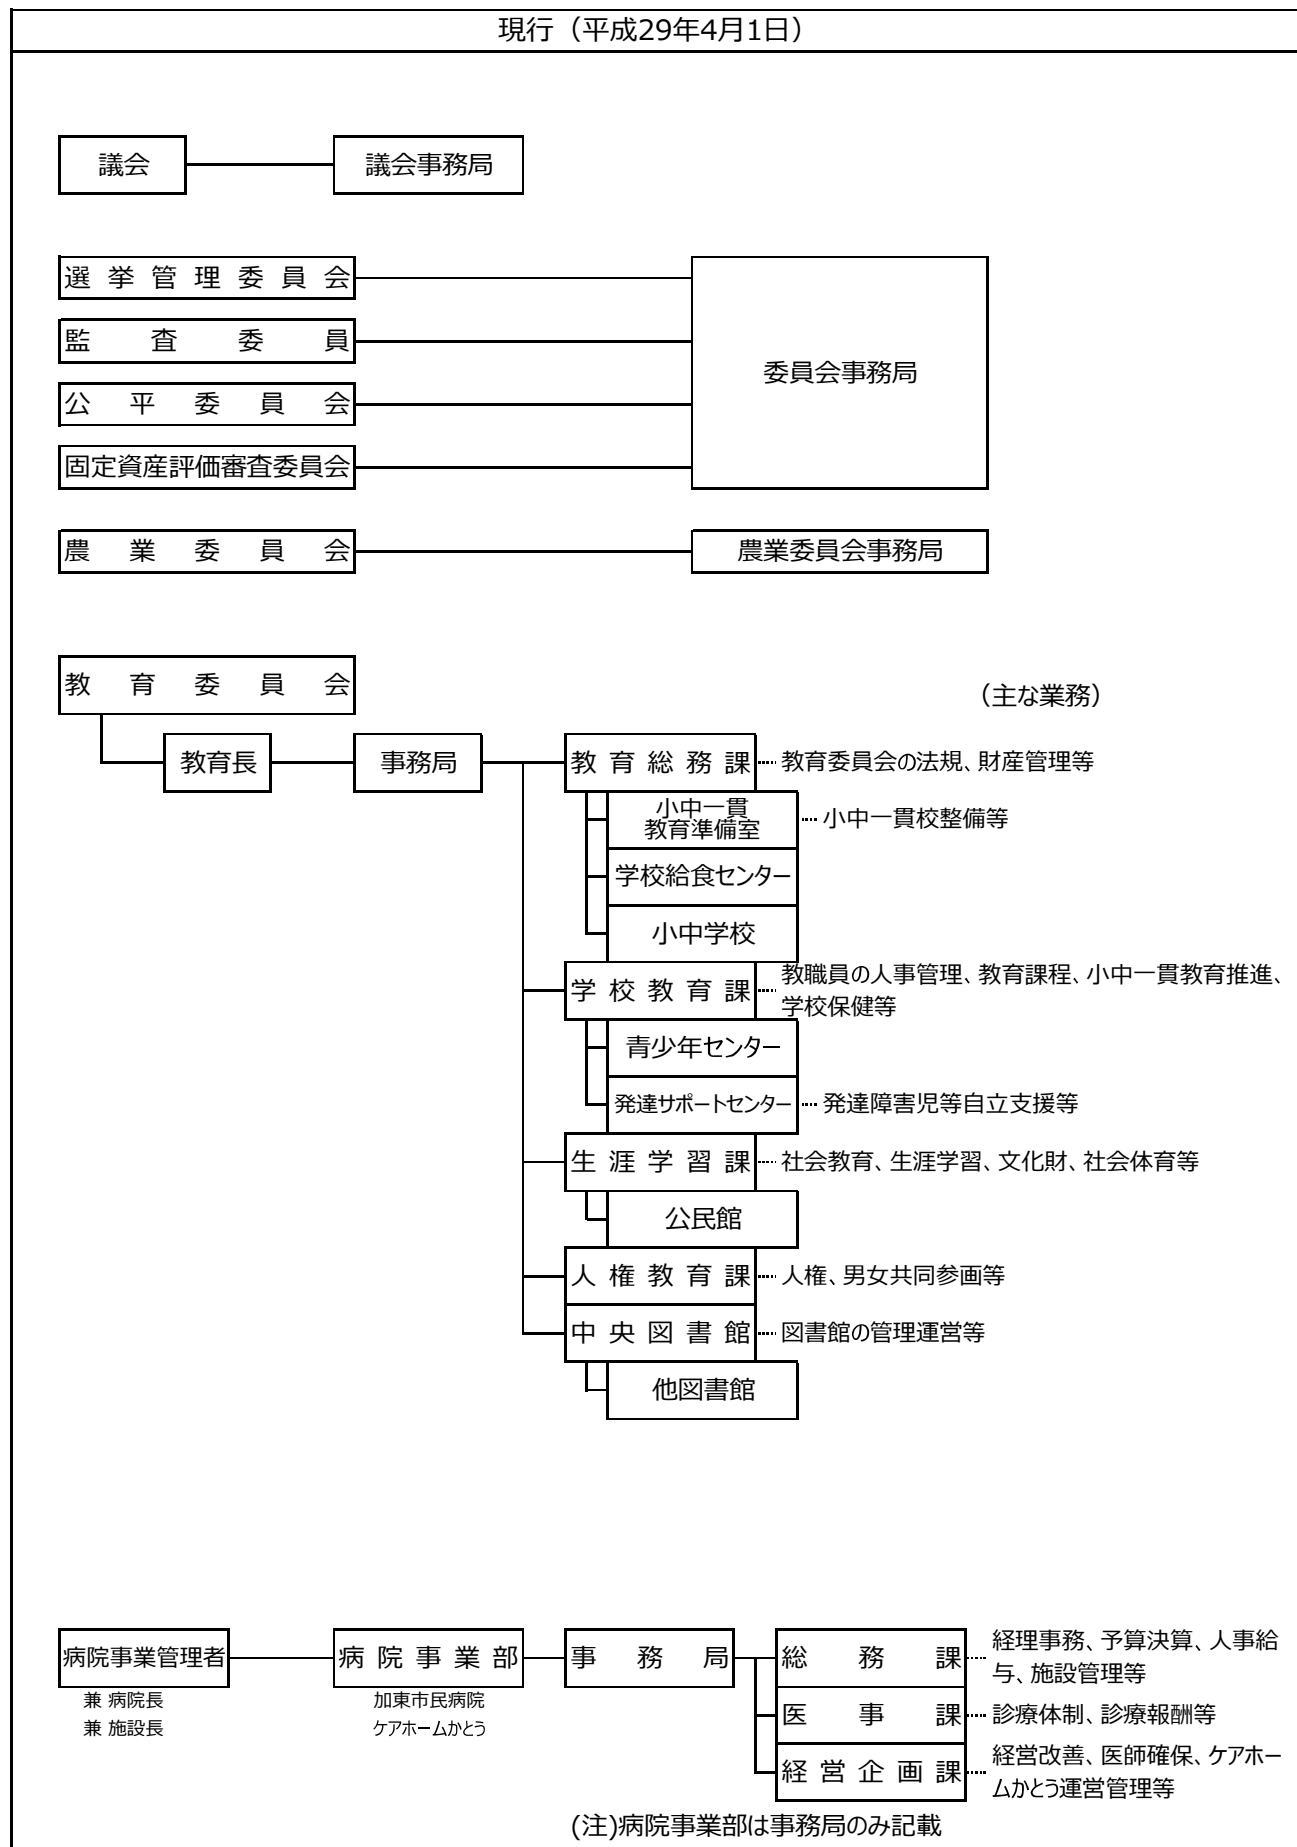 現行（平成29年4月1日）
議会
議会事務局
選挙管理委員会
監査委員
公平委員会
固定資産評価審査委員会
委員会事務局
農業委員会
農業委員会事務局
教育委員会
（主な業務）
教育長
事務局
教育総務課
教育委員会の法規、財産管理等
小中一貫
教育準備室
小中一貫校整備等
学校給食センター
小中学校
学校教育課
教職員の人事管理、教育課程、小中一貫教育推進、
学校保健等
青少年センター
発達サポートセンター
発達障害児等自立支援等
生涯学習課
社会教育、生涯学習、文化財、社会体育等
公民館
人権教育課
人権、男女共同参画等
中央図書館
図書館の管理運営等
他図書館
病院事業管理者
兼 病院長
兼 施設長
病院事業部
加東市民病院
ケアホームかとう
事務局
総務課
経理事務、予算決算、人事給
与、施設管理等
医事課
診療体制、診療報酬等
経営企画課
経営改善、医師確保、ケアホー
ムかとう運営管理等
(注)病院事業部は事務局のみ記載